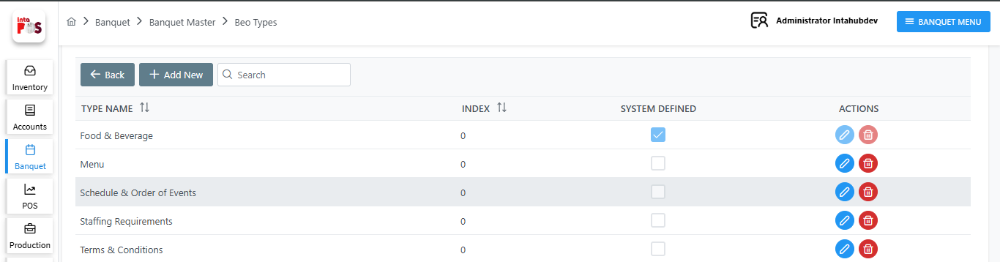 Inta
POS
Banquet
Banquet Master
Beo Types
Administrator Intahubdev
BANQUET MENU
Inventory
Accounts
Banquet
POS
Production
Back
Add New
Search
TYPE NAME INDEX SYSTEM DEFINED ACTIONS
Food & Beverage 0
Menu 0
Schedule & Order of Events 0
Staffing Requirements 0
Terms & Conditions 0